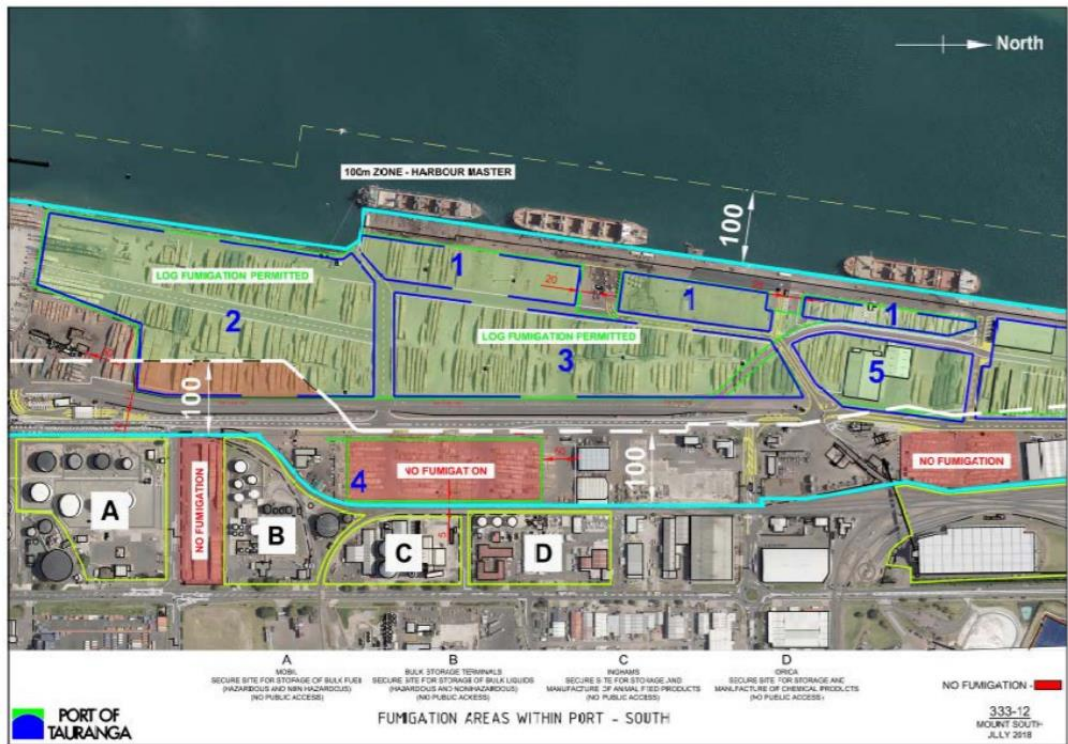 North
100m ZONE - HARBOUR MASTER
100
LOG FUMIGATION PERMITTED
1
20
1
1
2
LOG FUMIGATION PERMITTED
3
5
100
100
4
NO FUMIGATION
NO FUMIGATION
NO FUMIGATION
A
B
C
D
5
A
MOBIL
SECURE SITE FOR STORAGE OF BULK FUEL
(HAZARDOUS AND NON HAZARDOUS)
(NO PUBLIC ACCESS)
B
BULK STORAGE TERMINALS
SECURE SITE FOR STORAGE OF BULK LIQUIDS
(HAZARDOUS AND NONHAZARDOUS)
(NO PUBLIC ACCESS)
C
INGHAMS
SECURE SITE FOR STORAGE AND
MANUFACTURE OF ANIMAL FEED PRODUCTS
(NO PUBLIC ACCESS)
D
ORICA
SECURE SITE FOR STORAGE AND
MANUFACTURE OF CHEMICAL PRODUCTS
(NO PUBLIC ACCESS)
NO FUMIGATION -
PORT OF
TAURANGA
FUMIGATION AREAS WITHIN PORT - SOUTH
333-12
MOUNT SOUTH
JULY 2018